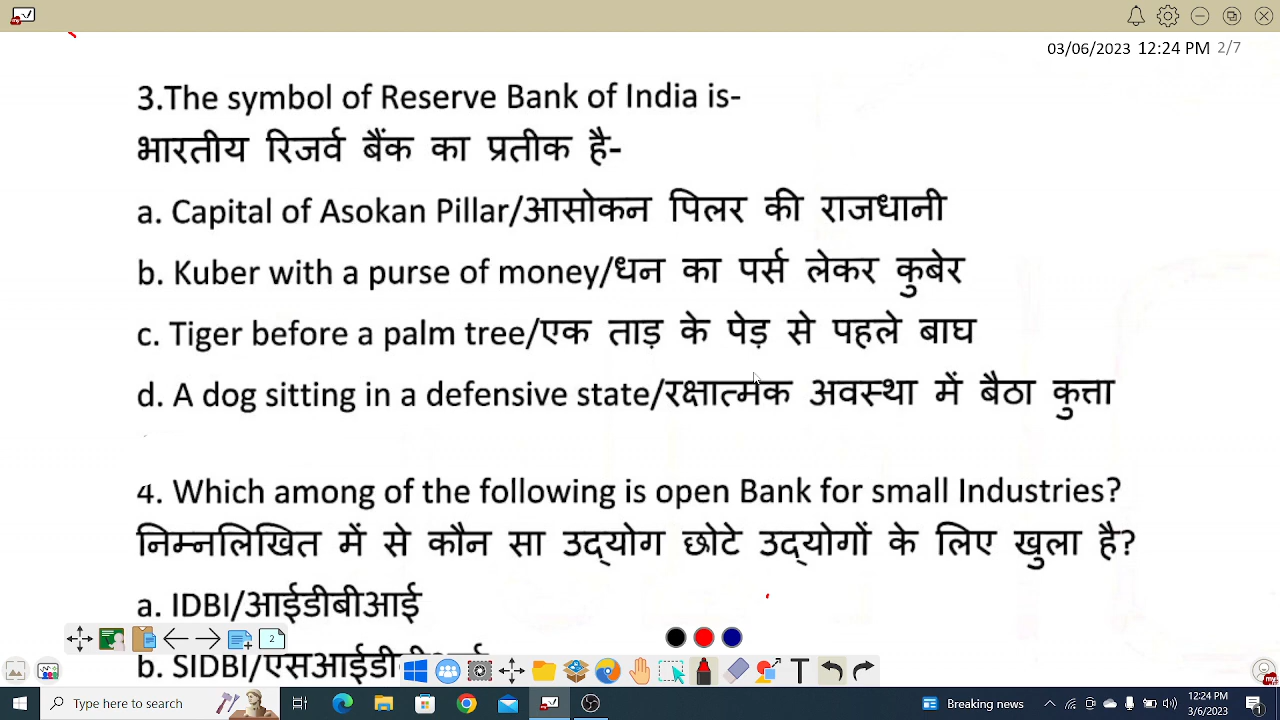 03/06/2023 12:24 PM 2/7
3.The symbol of Reserve Bank of India is-
भारतीय रिजर्व बैंक का प्रतीक है-
a. Capital of Asokan Pillar/आसोकन पिलर की राजधानी
b. Kuber with a purse of money/धन का पर्स लेकर कुबेर
c. Tiger before a palm tree/एक ताड़ के पेड़ से पहले बाघ
d. A dog sitting in a defensive state/रक्षात्मक अवस्था में बैठा कुत्ता
4. Which among of the following is open Bank for small Industries?
निम्नलिखित में से कौन सा उद्योग छोटे उद्योगों के लिए खुला है?
a. IDBI/आईडीबीआई
2
b. SIDBI/एसआईडीबीआई
Type here to search
Breaking news
12:24 PM
3/6/2023